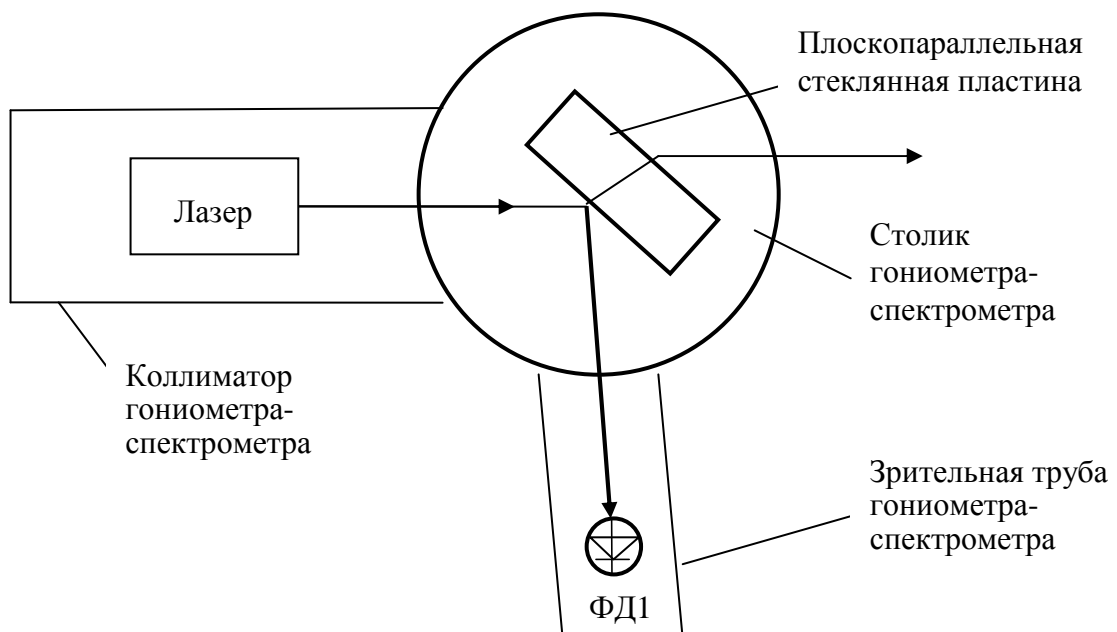 Плоскопараллельная
стеклянная пластина
Лазер
Столик
гониометра-
спектрометра
Коллиматор
гониометра-
спектрометра
Зрительная труба
гониометра-
спектрометра
ФД1